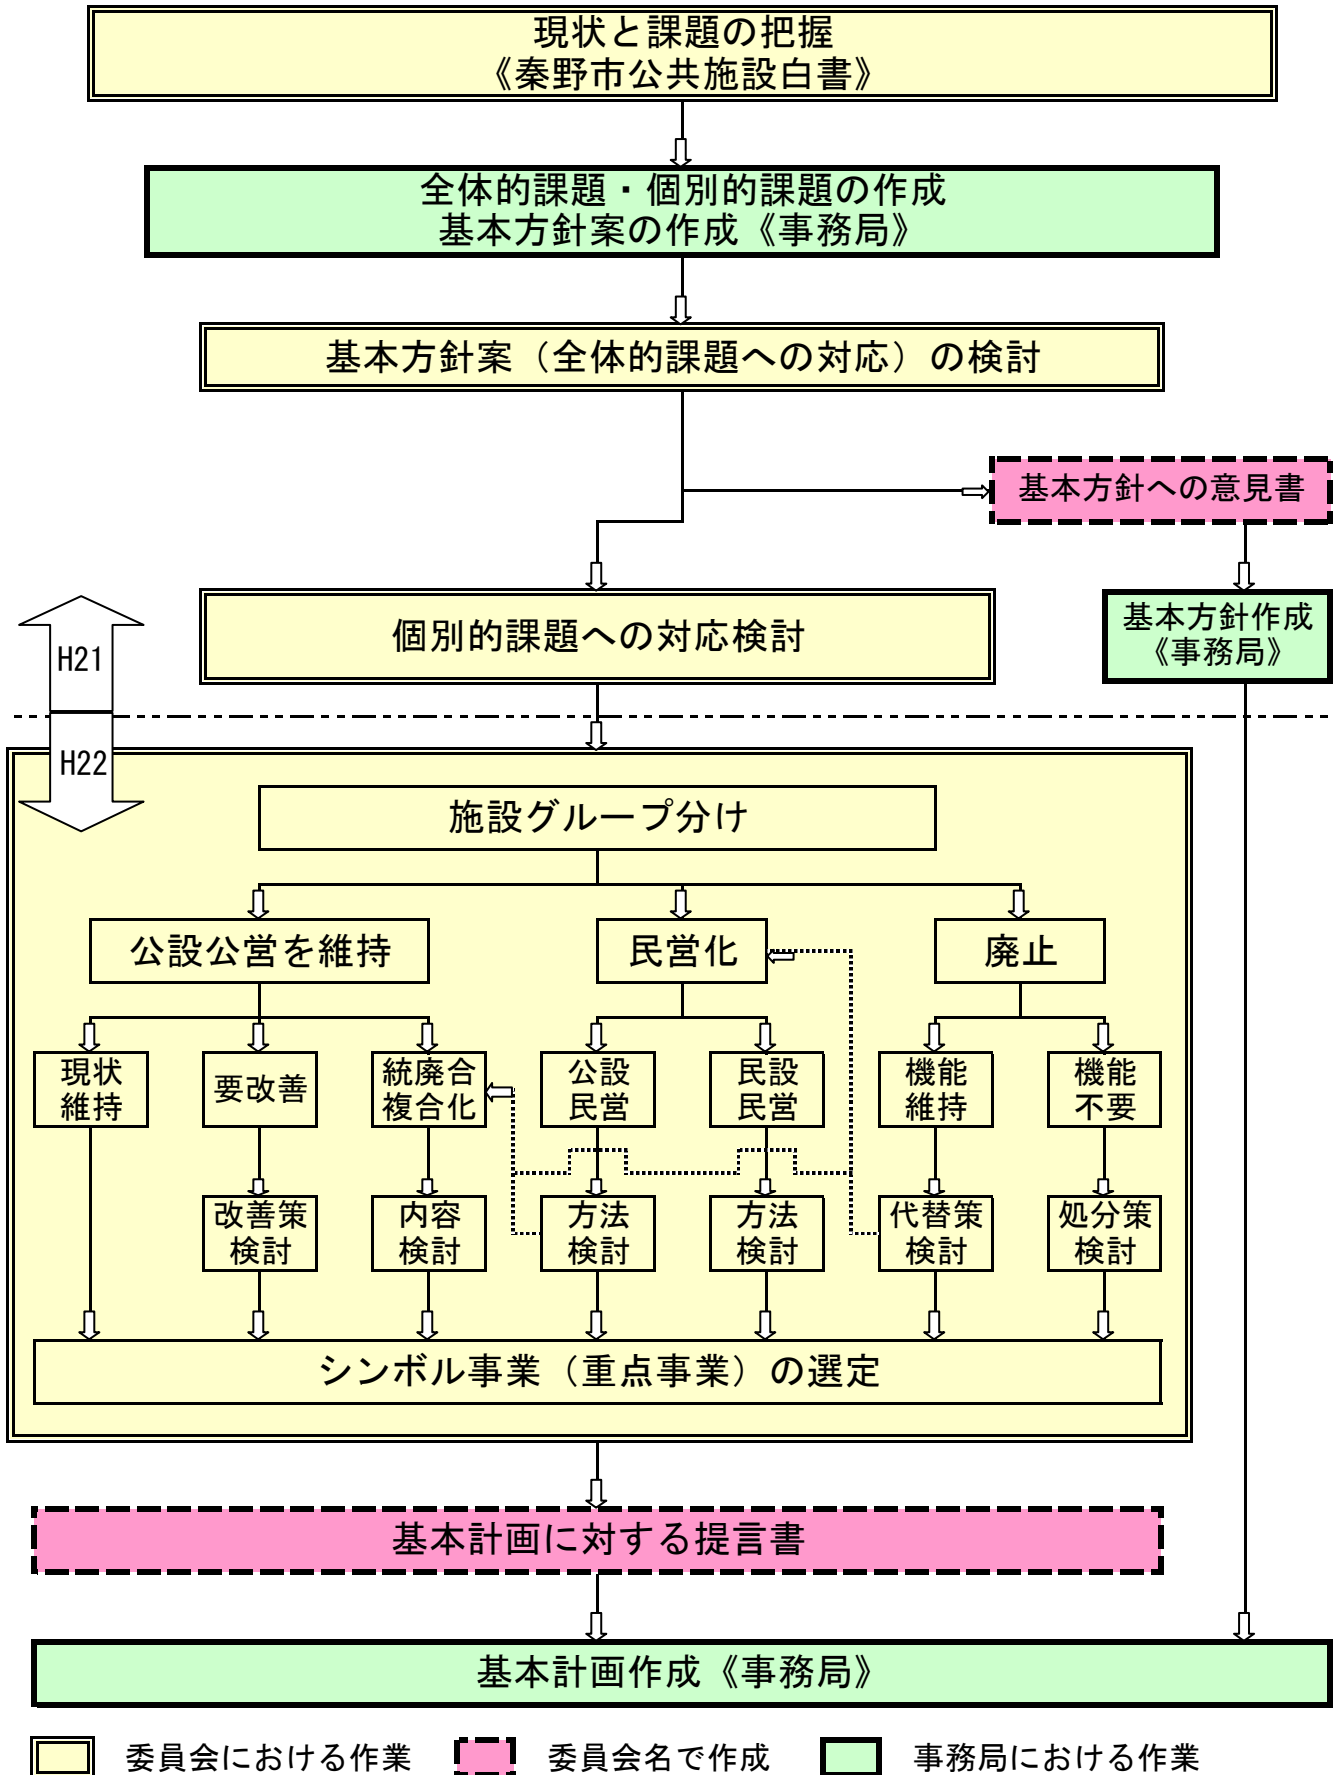 現状と課題の把握
《秦野市公共施設白書》
全体的課題・個別的課題の作成
基本方針案の作成《事務局》
基本方針案（全体的課題への対応）の検討
基本方針への意見書
個別的課題への対応検討
基本方針作成
《事務局》
H21
H22
施設グループ分け
公設公営を維持
民営化
廃止
現状
維持
要改善
統廃合
複合化
公設
民営
民設
民営
機能
維持
機能
不要
改善策
検討
内容
検討
方法
検討
方法
検討
代替策
検討
処分策
検討
シンボル事業（重点事業）の選定
基本計画に対する提言書
基本計画作成《事務局》
委員会における作業
委員会名で作成
事務局における作業